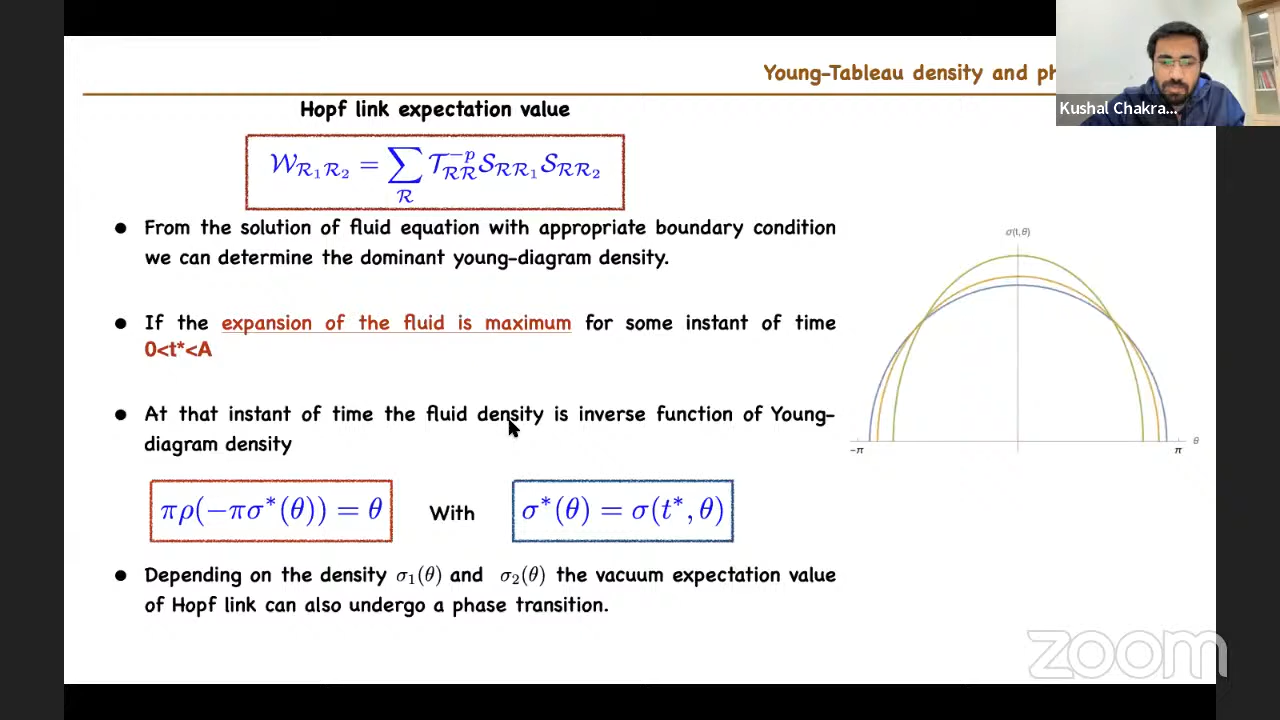 Young-Tableau density and ph
Kushal Chakra...
Hopf link expectation value
𝒲_{ℛ₁ℛ₂} = ∑_ℛ 𝒯_{ℛℛ}^{-p} 𝒮_{ℛℛ₁} 𝒮_{ℛℛ₂}
● From the solution of fluid equation with appropriate boundary condition
we can determine the dominant young-diagram density.
● If the expansion of the fluid is maximum for some instant of time
0<t*<A
● At that instant of time the fluid density is inverse function of Young-
diagram density
πρ(−πσ*(θ)) = θ With σ*(θ) = σ(t*, θ)
● Depending on the density σ₁(θ) and σ₂(θ) the vacuum expectation value
of Hopf link can also undergo a phase transition.
σ(t,θ)
θ
-π π
zoom